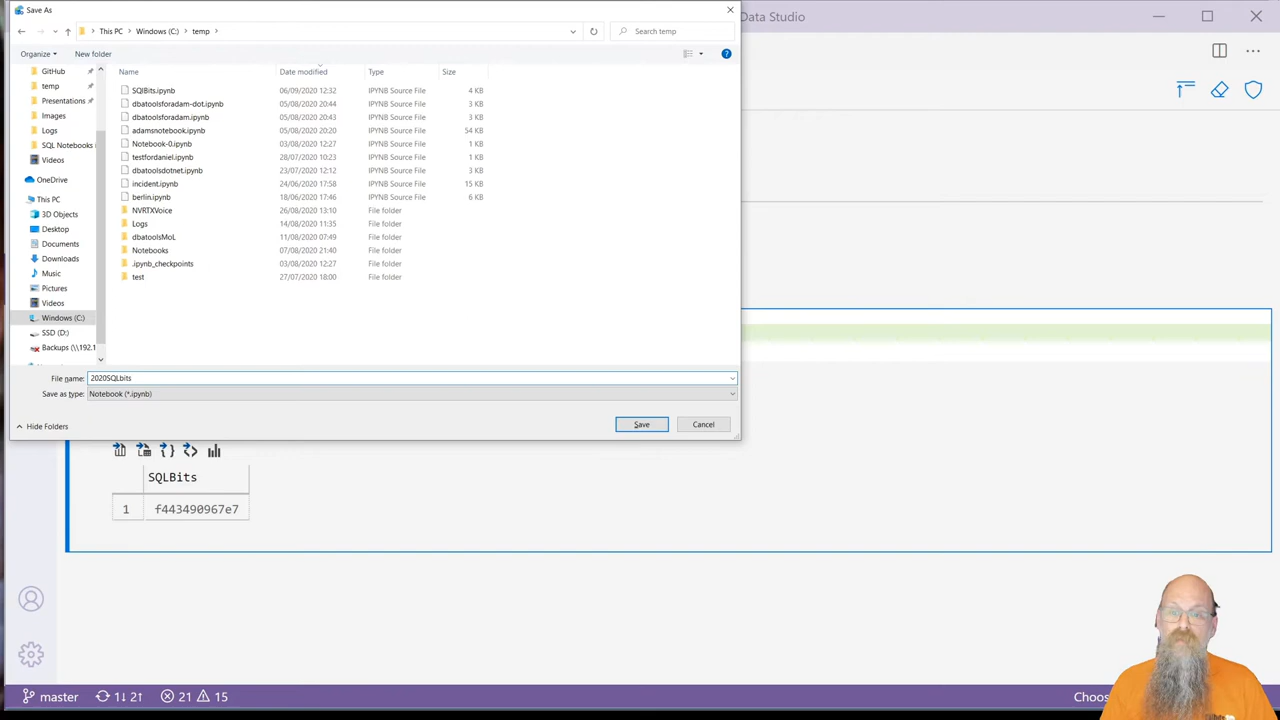 Save As
Data Studio
This PC > Windows (C:) > temp >
Search temp
Organize
New folder
GitHub
temp
Presentations
Images
Logs
SQL Notebooks
Videos
OneDrive
This PC
3D Objects
Desktop
Documents
Downloads
Music
Pictures
Videos
Windows (C:)
SSD (D:)
Backups (\\192.1
Name Date modified Type Size
SQlBits.ipynb 06/09/2020 12:32 IPYNB Source File 4 KB
dbatoolsforadam-dot.ipynb 05/08/2020 20:44 IPYNB Source File 3 KB
dbatoolsforadam.ipynb 05/08/2020 20:43 IPYNB Source File 3 KB
adamsnotebook.ipynb 05/08/2020 20:20 IPYNB Source File 54 KB
Notebook-0.ipynb 03/08/2020 12:27 IPYNB Source File 1 KB
testfordaniel.ipynb 28/07/2020 10:23 IPYNB Source File 1 KB
dbatoolsdotnet.ipynb 23/07/2020 12:12 IPYNB Source File 3 KB
incident.ipynb 24/06/2020 17:58 IPYNB Source File 15 KB
berlin.ipynb 18/06/2020 17:46 IPYNB Source File 6 KB
NVRTXVoice 26/08/2020 13:10 File folder
Logs 14/08/2020 11:35 File folder
dbatoolsMoL 11/08/2020 07:49 File folder
Notebooks 07/08/2020 21:40 File folder
.ipynb_checkpoints 03/08/2020 12:27 File folder
test 27/07/2020 18:00 File folder
File name: 2020SQLbits
Save as type: Notebook (*.ipynb)
Hide Folders
Save
Cancel
SQLBits
1 f443490967e7
master 1↓ 2↑ 21 15
Choos